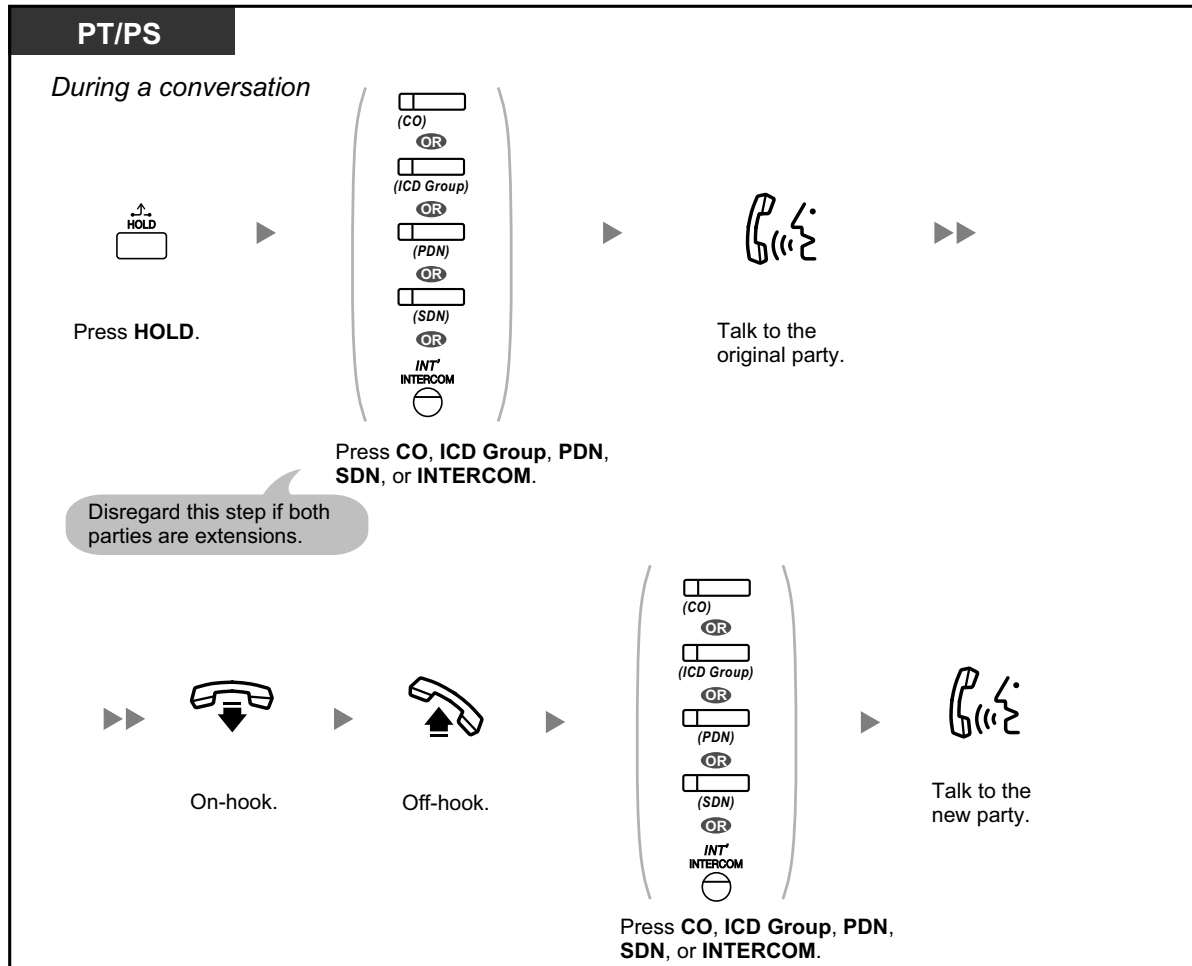 PT/PS
During a conversation
HOLD
Press HOLD.
(CO)
OR
(ICD Group)
OR
(PDN)
OR
(SDN)
OR
INT'
INTERCOM
Press CO, ICD Group, PDN,
SDN, or INTERCOM.
Disregard this step if both
parties are extensions.
Talk to the
original party.
On-hook.
Off-hook.
(CO)
OR
(ICD Group)
OR
(PDN)
OR
(SDN)
OR
INT'
INTERCOM
Press CO, ICD Group, PDN,
SDN, or INTERCOM.
Talk to the
new party.